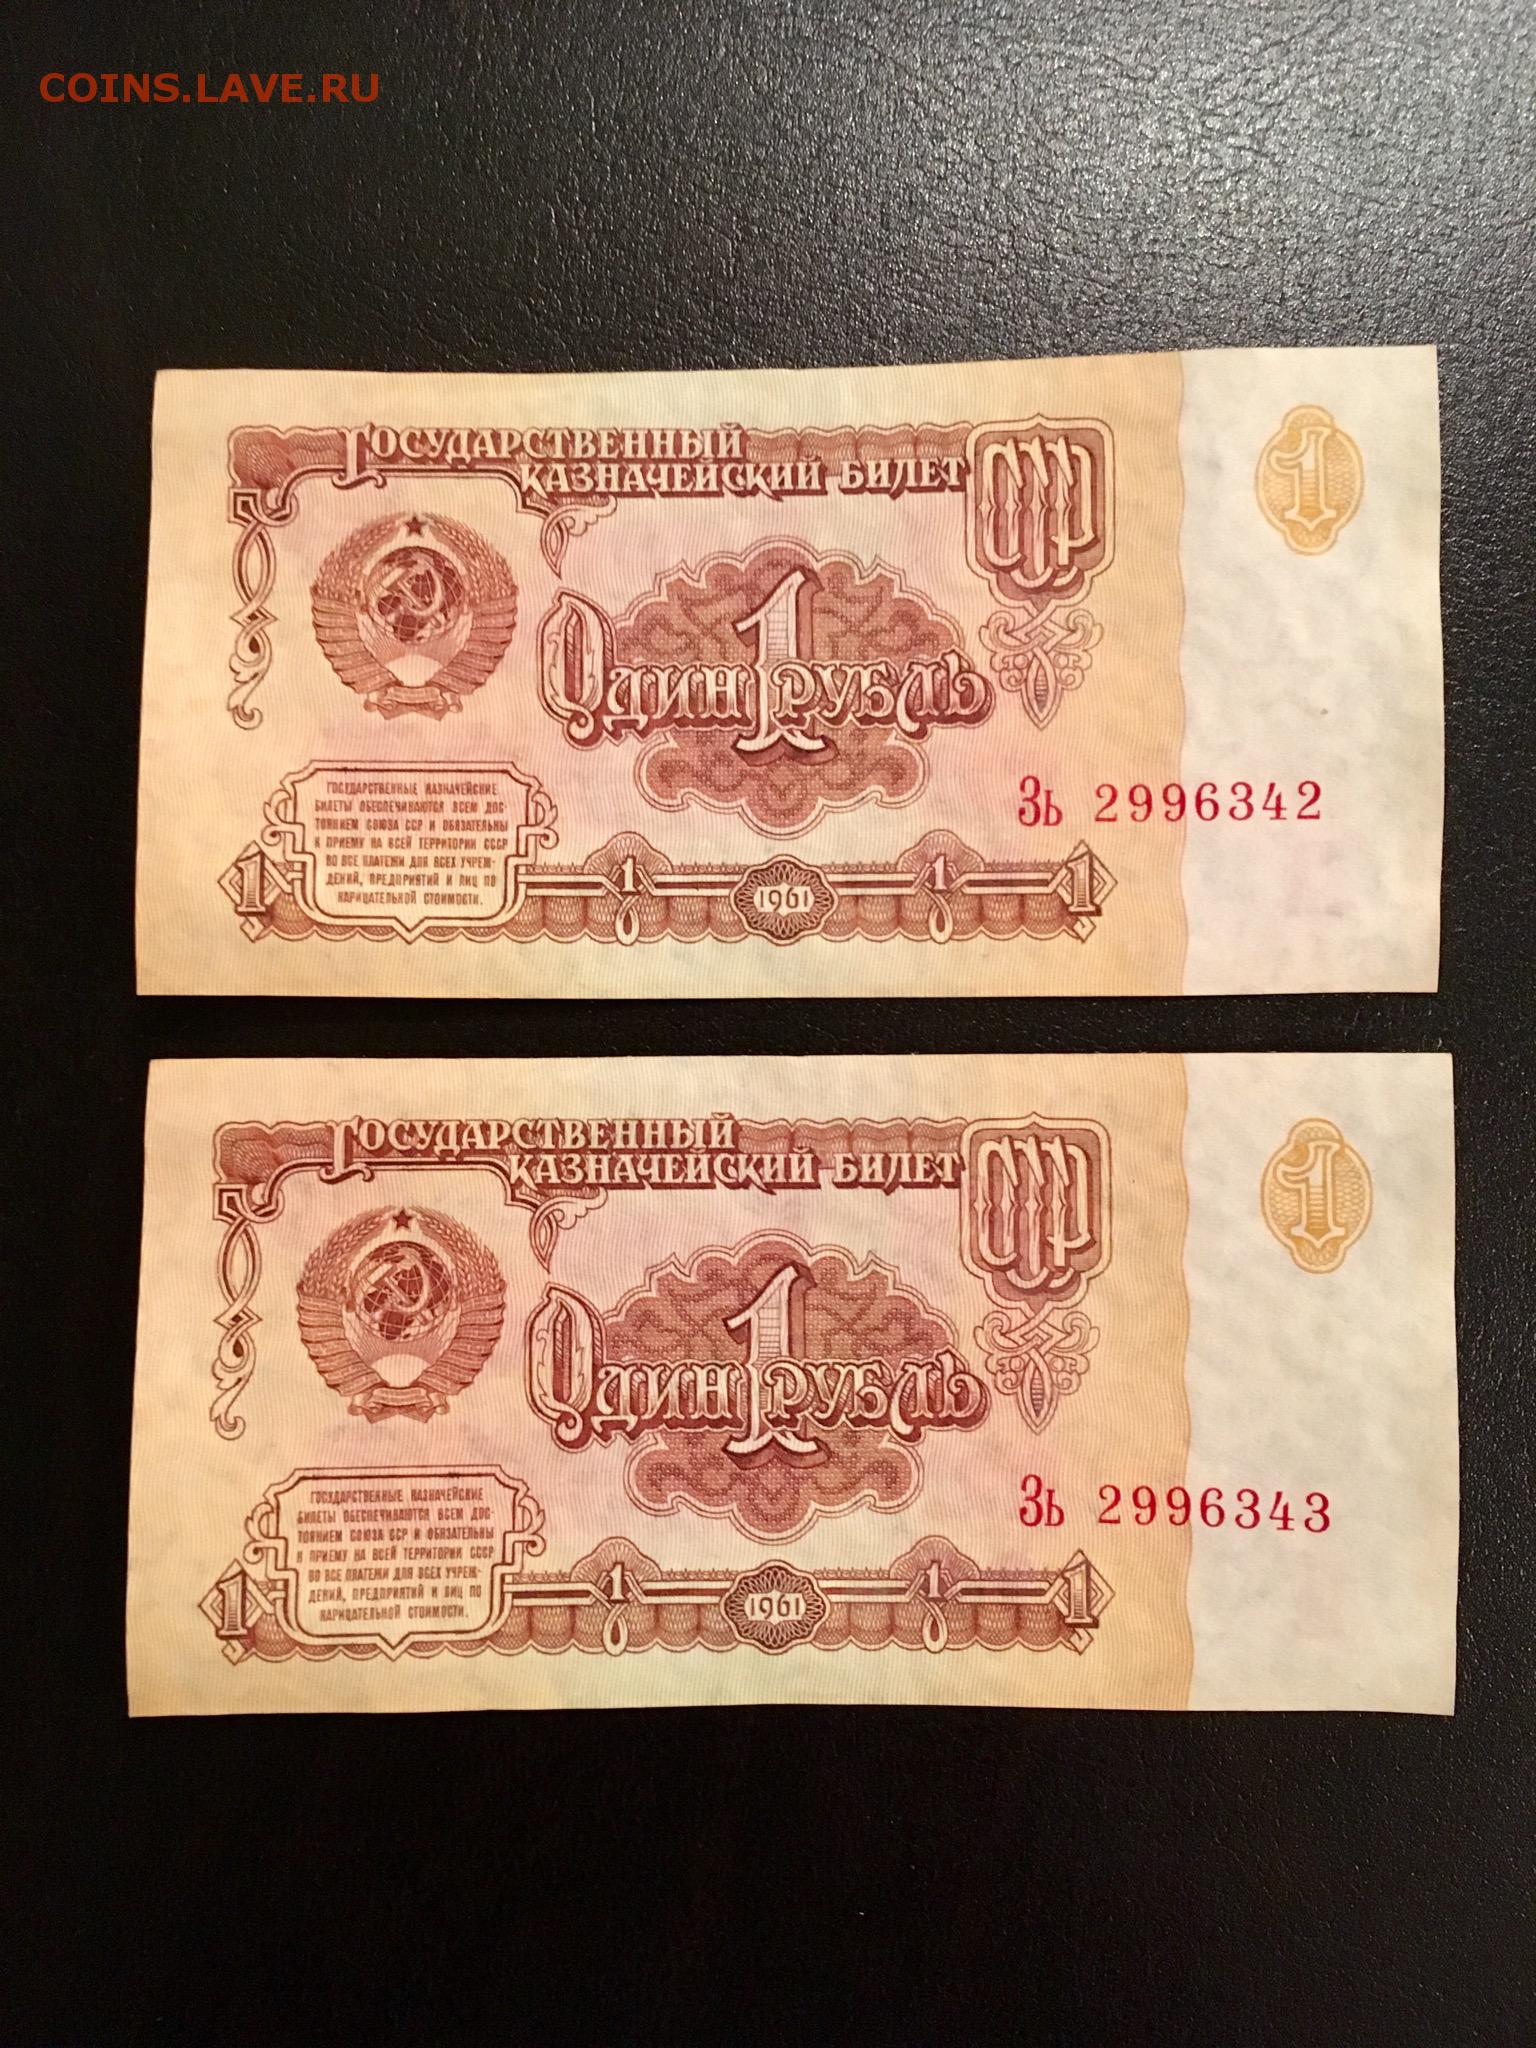 COINS.LAVE.RU
ГОСУДАРСТВЕННЫЙ
КАЗНАЧЕЙСКИЙ БИЛЕТ
СССР
1
1
ОДИН РУБЛЬ
Зь 2996342
ГОСУДАРСТВЕННЫЕ КАЗНАЧЕЙСКИЕ
БИЛЕТЫ ОБЕСПЕЧИВАЮТСЯ ВСЕМ ДОС-
ТОЯНИЕМ СОЮЗА ССР И ОБЯЗАТЕЛЬНЫ
К ПРИЕМУ НА ВСЕЙ ТЕРРИТОРИИ СССР
ВО ВСЕ ПЛАТЕЖИ ДЛЯ ВСЕХ УЧРЕЖ-
ДЕНИЙ, ПРЕДПРИЯТИЙ И ЛИЦ ПО
НАРИЦАТЕЛЬНОЙ СТОИМОСТИ.
1 1 1961 1 1
ГОСУДАРСТВЕННЫЙ
КАЗНАЧЕЙСКИЙ БИЛЕТ
СССР
1
1
ОДИН РУБЛЬ
Зь 2996343
ГОСУДАРСТВЕННЫЕ КАЗНАЧЕЙСКИЕ
БИЛЕТЫ ОБЕСПЕЧИВАЮТСЯ ВСЕМ ДОС-
ТОЯНИЕМ СОЮЗА ССР И ОБЯЗАТЕЛЬНЫ
К ПРИЕМУ НА ВСЕЙ ТЕРРИТОРИИ СССР
ВО ВСЕ ПЛАТЕЖИ ДЛЯ ВСЕХ УЧРЕЖ-
ДЕНИЙ, ПРЕДПРИЯТИЙ И ЛИЦ ПО
НАРИЦАТЕЛЬНОЙ СТОИМОСТИ.
1 1 1961 1 1